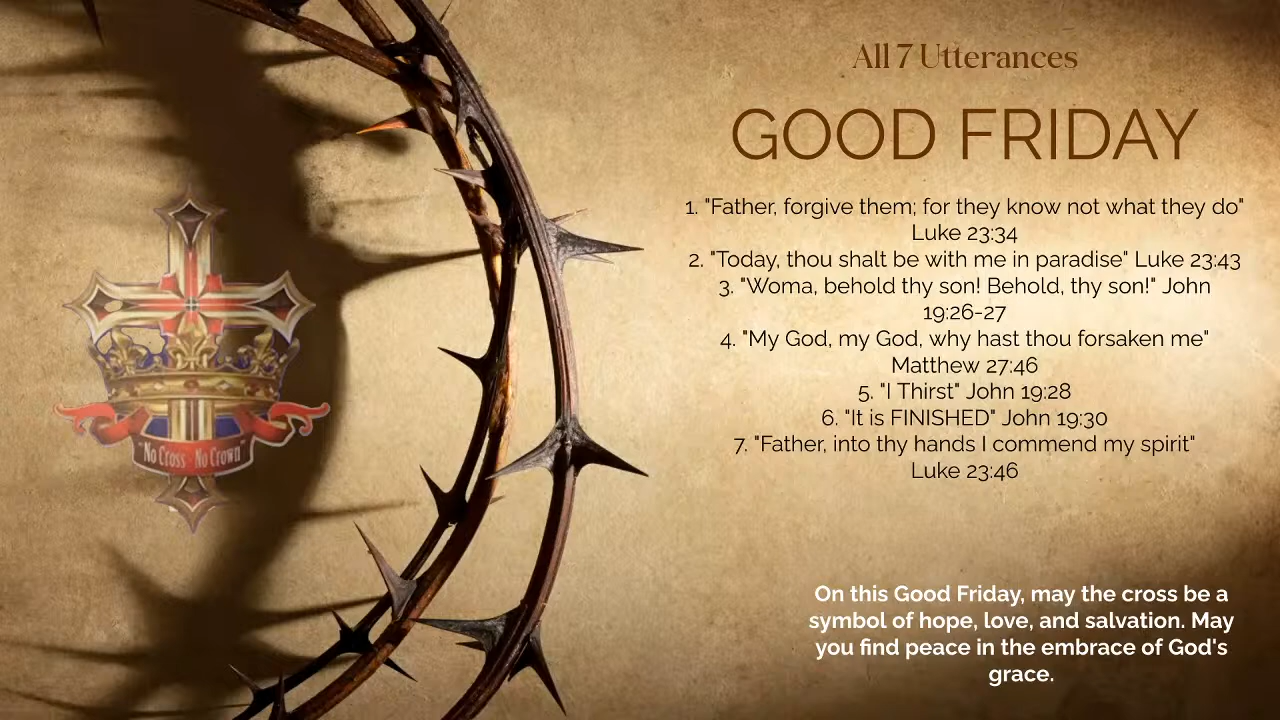 All 7 Utterances
GOOD FRIDAY
1. "Father, forgive them; for they know not what they do"
Luke 23:34
2. "Today, thou shalt be with me in paradise" Luke 23:43
3. "Woma, behold thy son! Behold, thy son!" John
19:26-27
4. "My God, my God, why hast thou forsaken me"
Matthew 27:46
5. "I Thirst" John 19:28
6. "It is FINISHED" John 19:30
7. "Father, into thy hands I commend my spirit"
Luke 23:46
"No Cross - No Crown"
On this Good Friday, may the cross be a
symbol of hope, love, and salvation. May
you find peace in the embrace of God's
grace.